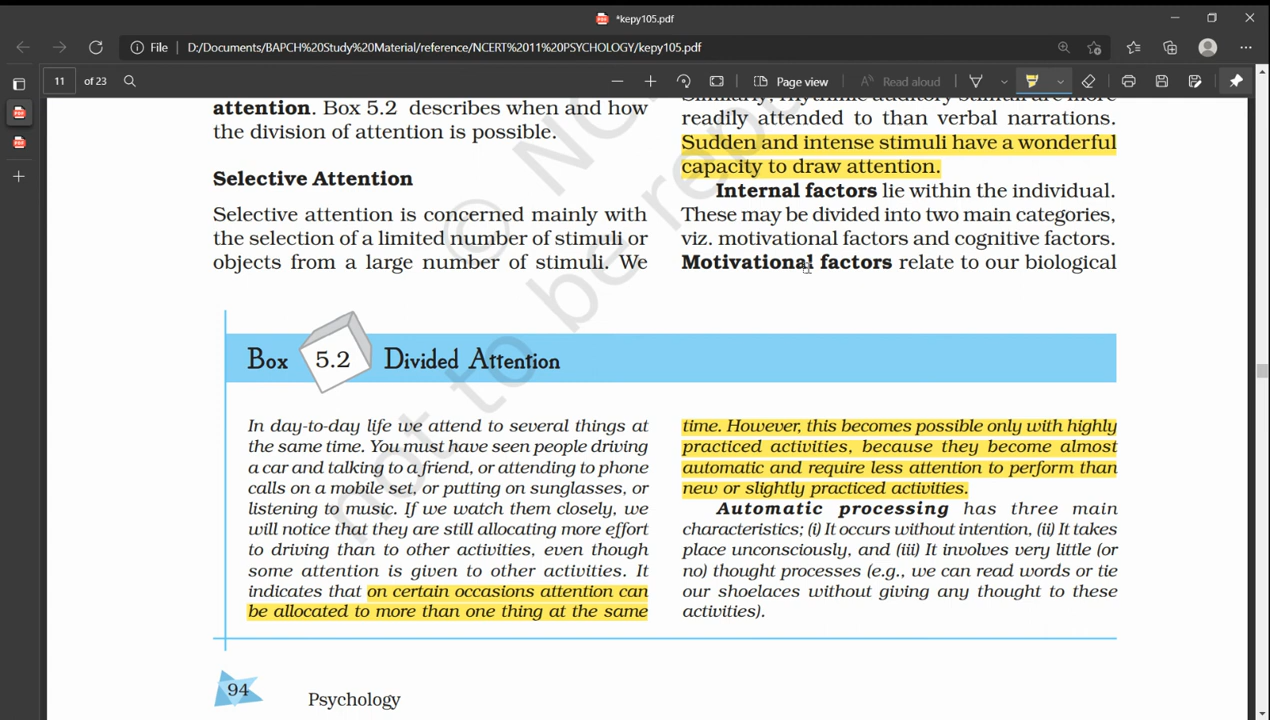 *kepy105.pdf
File
D:/Documents/BAPCH%20Study%20Material/reference/NCERT%2011%20PSYCHOLOGY/kepy105.pdf
11 of 23
Page view
Read aloud
attention. Box 5.2 describes when and how
the division of attention is possible.
Selective Attention
Selective attention is concerned mainly with
the selection of a limited number of stimuli or
objects from a large number of stimuli. We
Similarly, rhythmic auditory stimuli are more
readily attended to than verbal narrations.
Sudden and intense stimuli have a wonderful
capacity to draw attention.
Internal factors lie within the individual.
These may be divided into two main categories,
viz. motivational factors and cognitive factors.
Motivational factors relate to our biological
Box 5.2 Divided Attention
In day-to-day life we attend to several things at
the same time. You must have seen people driving
a car and talking to a friend, or attending to phone
calls on a mobile set, or putting on sunglasses, or
listening to music. If we watch them closely, we
will notice that they are still allocating more effort
to driving than to other activities, even though
some attention is given to other activities. It
indicates that on certain occasions attention can
be allocated to more than one thing at the same
time. However, this becomes possible only with highly
practiced activities, because they become almost
automatic and require less attention to perform than
new or slightly practiced activities.
Automatic processing has three main
characteristics; (i) It occurs without intention, (ii) It takes
place unconsciously, and (iii) It involves very little (or
no) thought processes (e.g., we can read words or tie
our shoelaces without giving any thought to these
activities).
94
Psychology
© NC
not to be rep